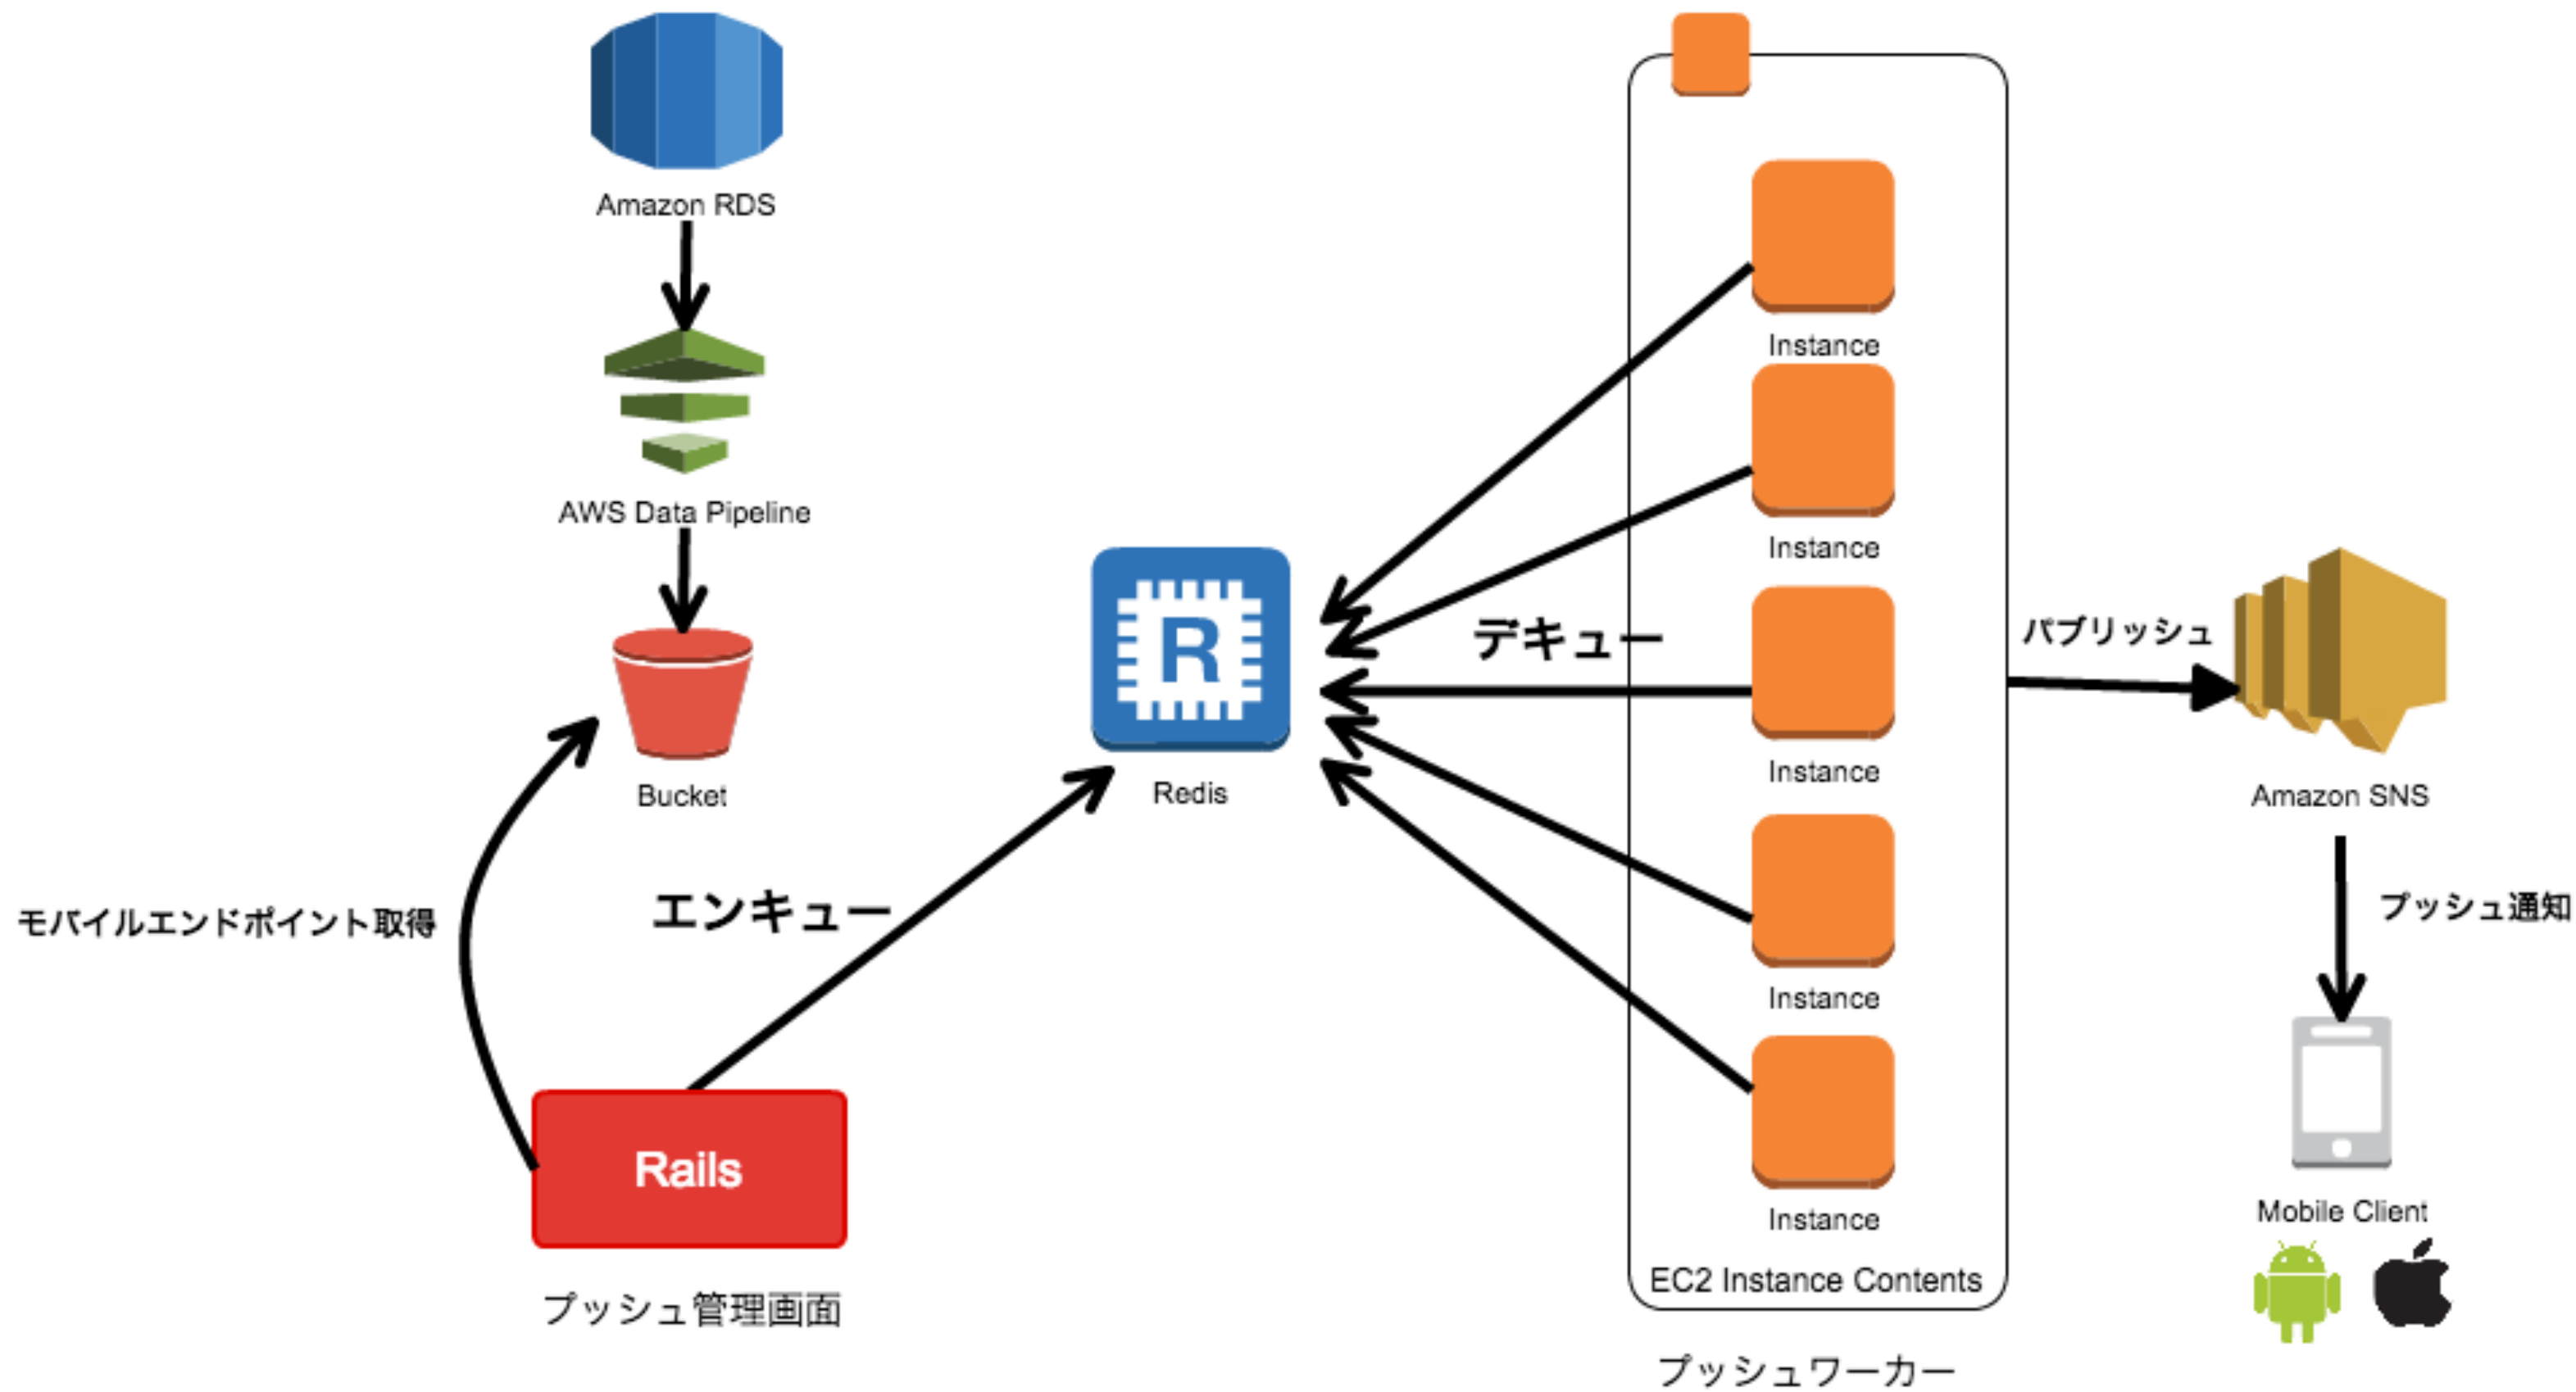 Amazon RDS
AWS Data Pipeline
Bucket
モバイルエンドポイント取得
エンキュー
Rails
プッシュ管理画面
R
Redis
デキュー
Instance
Instance
Instance
Instance
Instance
EC2 Instance Contents
プッシュワーカー
パブリッシュ
Amazon SNS
プッシュ通知
Mobile Client